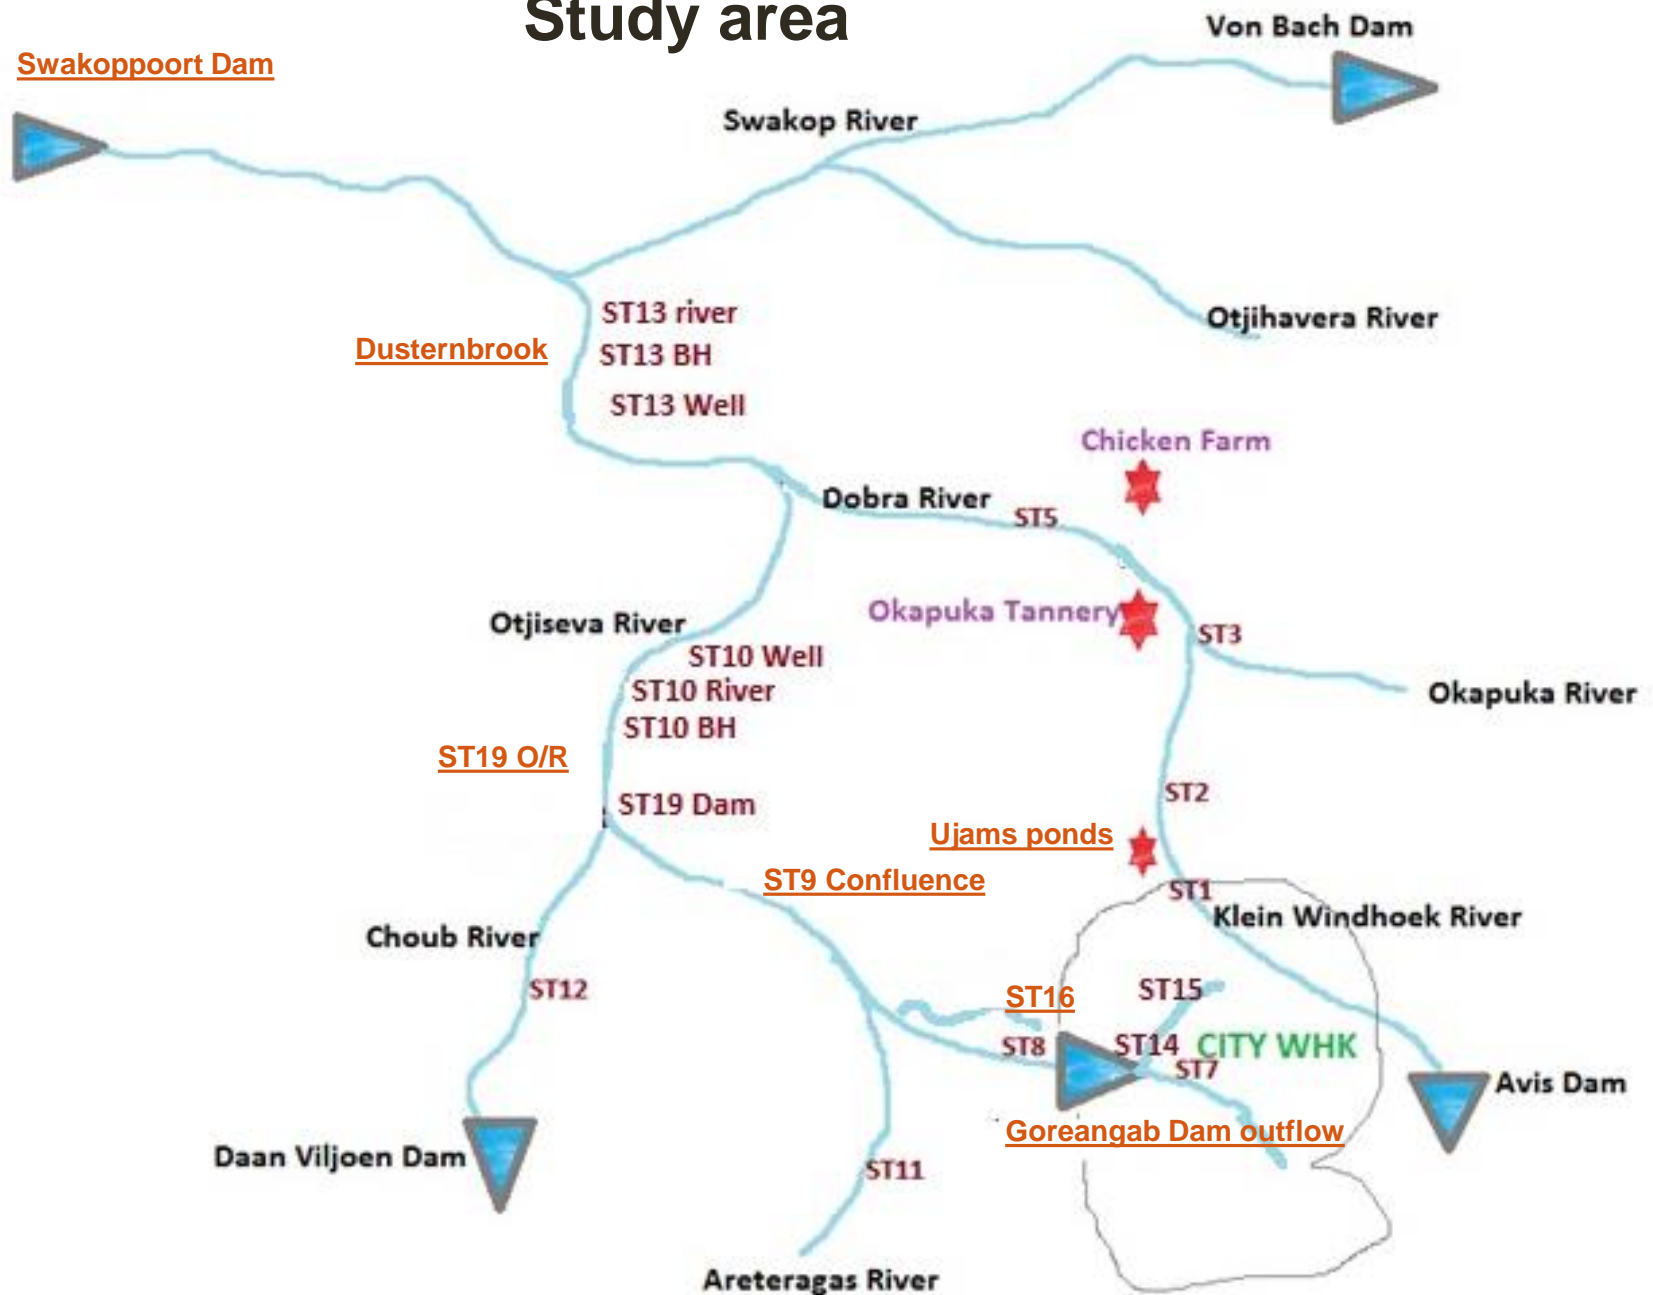 Study area
Von Bach Dam
Swakoppoort Dam
Swakop River
ST13 river
Otjihavera River
Dusternbrook
ST13 BH
ST13 Well
Chicken Farm
Dobra River
ST5
Okapuka Tannery
Otjiseva River
ST3
ST10 Well
ST10 River
Okapuka River
ST10 BH
ST19 O/R
ST2
ST19 Dam
Ujams ponds
ST9 Confluence
ST1
Klein Windhoek River
Choub River
ST12
ST16
ST15
ST8
ST14
CITY WHK
ST7
Avis Dam
Goreangab Dam outflow
Daan Viljoen Dam
ST11
Areteragas River